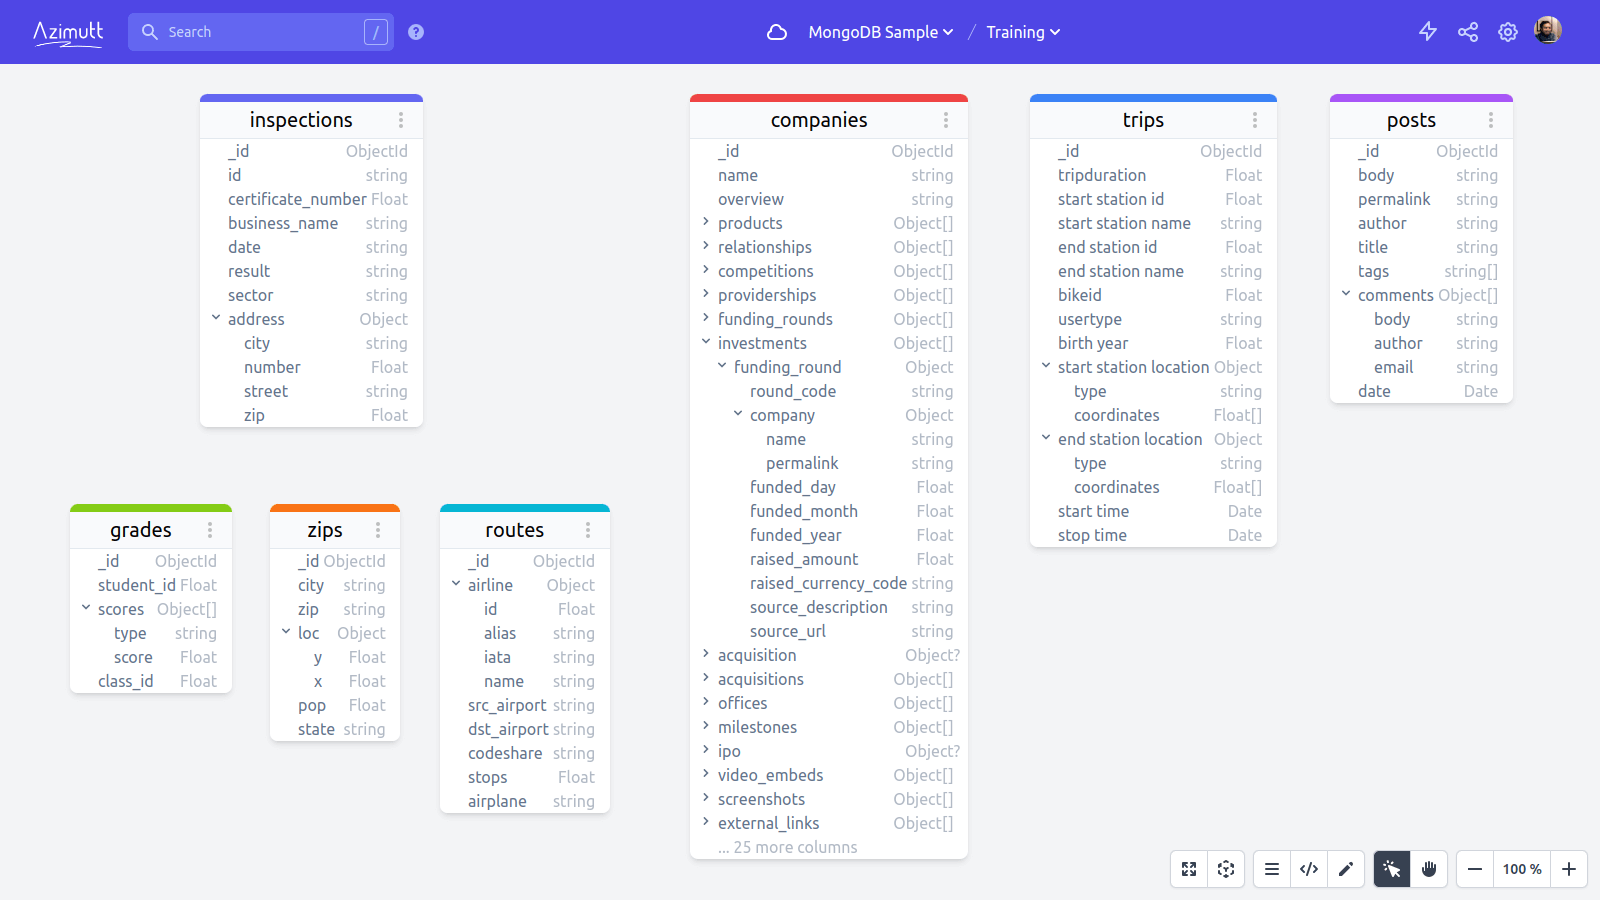 Azimutt
Search
/
?
MongoDB Sample
/
Training
inspections
_id ObjectId
id string
certificate_number Float
business_name string
date string
result string
sector string
address Object
city string
number Float
street string
zip Float
companies
_id ObjectId
name string
overview string
products Object[]
relationships Object[]
competitions Object[]
providerships Object[]
funding_rounds Object[]
investments Object[]
funding_round Object
round_code string
company Object
name string
permalink string
funded_day Float
funded_month Float
funded_year Float
raised_amount Float
raised_currency_code string
source_description string
source_url string
acquisition Object?
acquisitions Object[]
offices Object[]
milestones Object[]
ipo Object?
video_embeds Object[]
screenshots Object[]
external_links Object[]
... 25 more columns
trips
_id ObjectId
tripduration Float
start station id Float
start station name string
end station id Float
end station name string
bikeid Float
usertype string
birth year Float
start station location Object
type string
coordinates Float[]
end station location Object
type string
coordinates Float[]
start time Date
stop time Date
posts
_id ObjectId
body string
permalink string
author string
title string
tags string[]
comments Object[]
body string
author string
email string
date Date
grades
_id ObjectId
student_id Float
scores Object[]
type string
score Float
class_id Float
zips
_id ObjectId
city string
zip string
loc Object
y Float
x Float
pop Float
state string
routes
_id ObjectId
airline Object
id Float
alias string
iata string
name string
src_airport string
dst_airport string
codeshare string
stops Float
airplane string
100 %